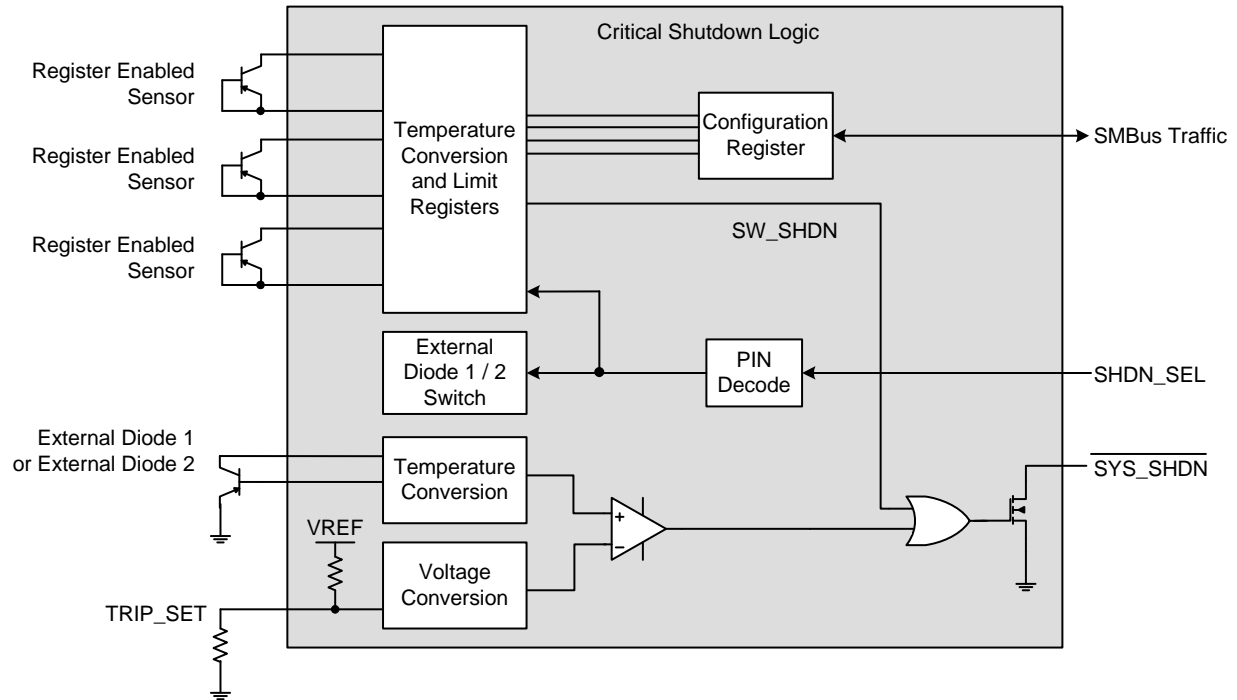 Critical Shutdown Logic
Register Enabled
Sensor
Register Enabled
Sensor
Register Enabled
Sensor
Temperature
Conversion
and Limit
Registers
Configuration
Register
SMBus Traffic
SW_SHDN
External
Diode 1 / 2
Switch
PIN
Decode
SHDN_SEL
External Diode 1
or External Diode 2
Temperature
Conversion
+
−
SYS_SHDN
VREF
Voltage
Conversion
TRIP_SET